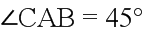 ∠CAB = 45°